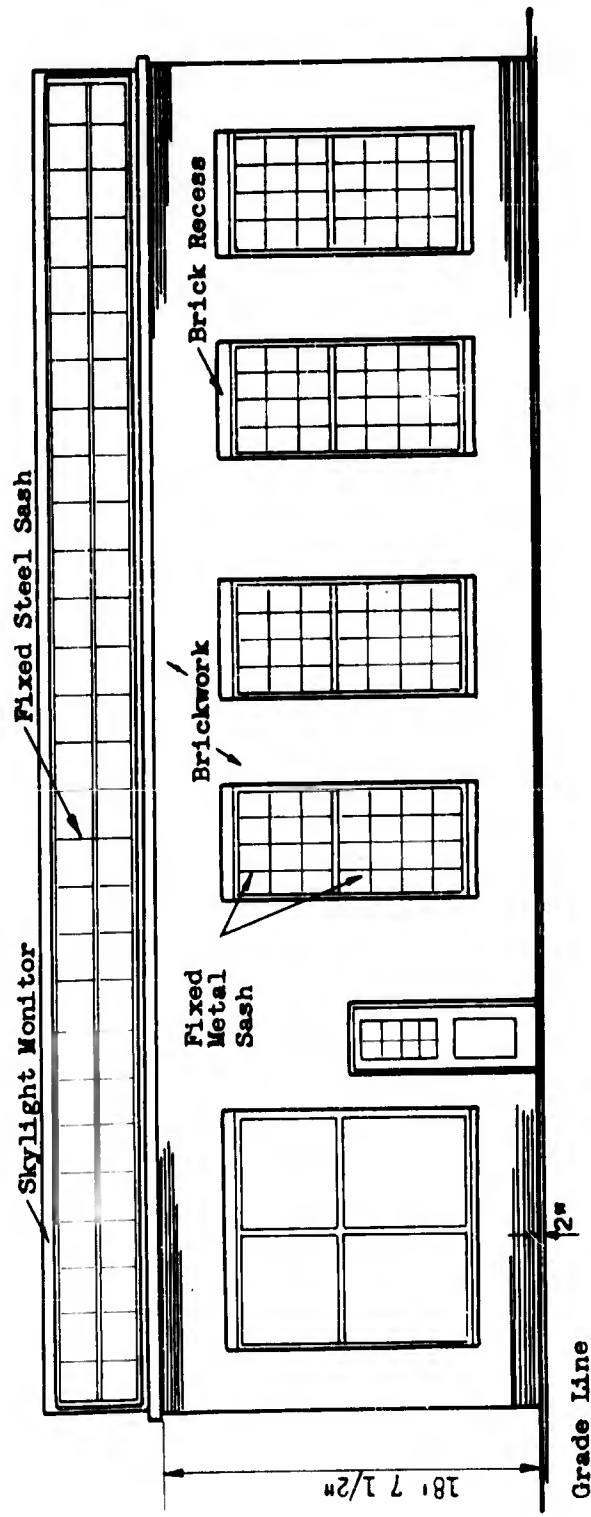 Skylight Monitor
Fixed Steel Sash
Brickwork
Brick Recess
Fixed
Metal
Sash
18' 7 1/2"
2"
Grade Line